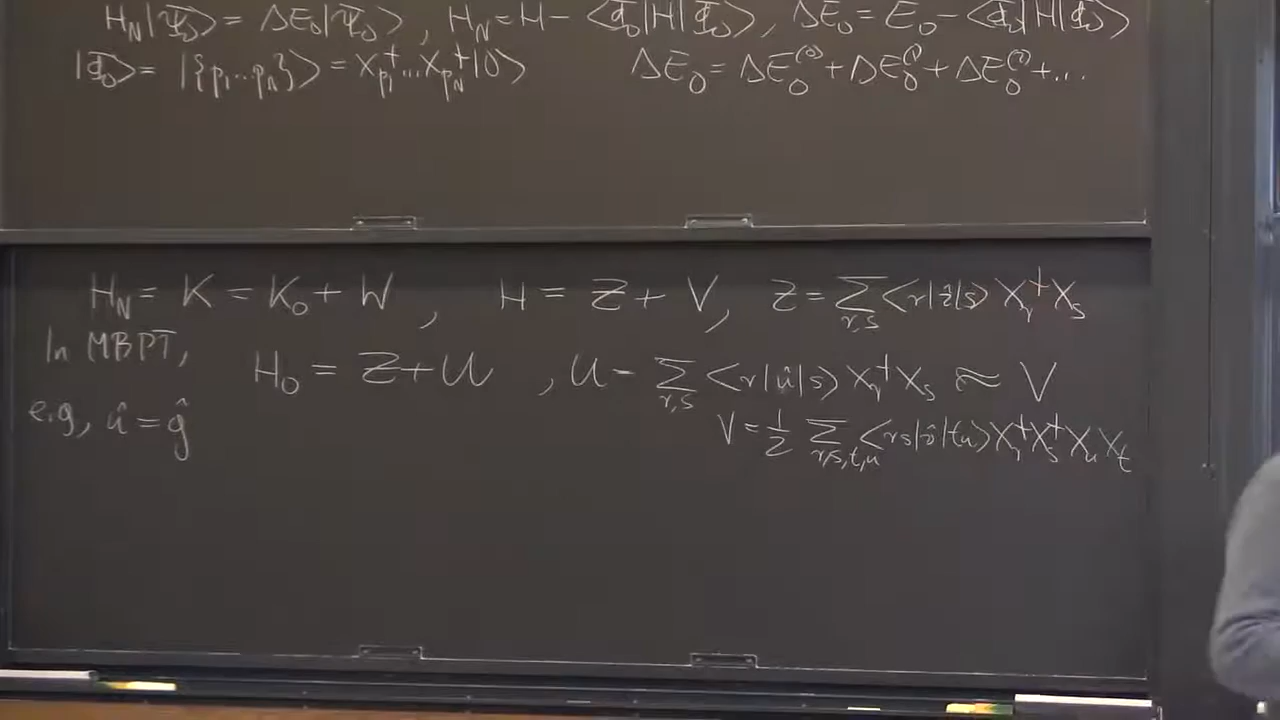 H_N|Ψ_0⟩ = ΔE_0|Ψ_0⟩ , H_N = H - ⟨Φ_0|H|Φ_0⟩, ΔE_0 = E_0 - ⟨Φ_0|H|Φ_0⟩
|Φ_0⟩ = |{p_1...p_N}⟩ = X_{p_1}^†...X_{p_N}^†|0⟩ ΔE_0 = ΔE_0^{(0)} + ΔE_0^{(1)} + ΔE_0^{(2)} + ...
H_N = K = K_0 + W , H = Z + V, Z = Σ_{r,s} ⟨r|ẑ|s⟩ X_r^† X_s
In MBPT, H_0 = Z + U , U - Σ_{r,s} ⟨r|û|s⟩ X_r^† X_s ≈ V
e.g., û = ĝ V = 1/2 Σ_{r,s,t,u} ⟨rs|v̂|tu⟩ X_r^† X_s^† X_u X_t